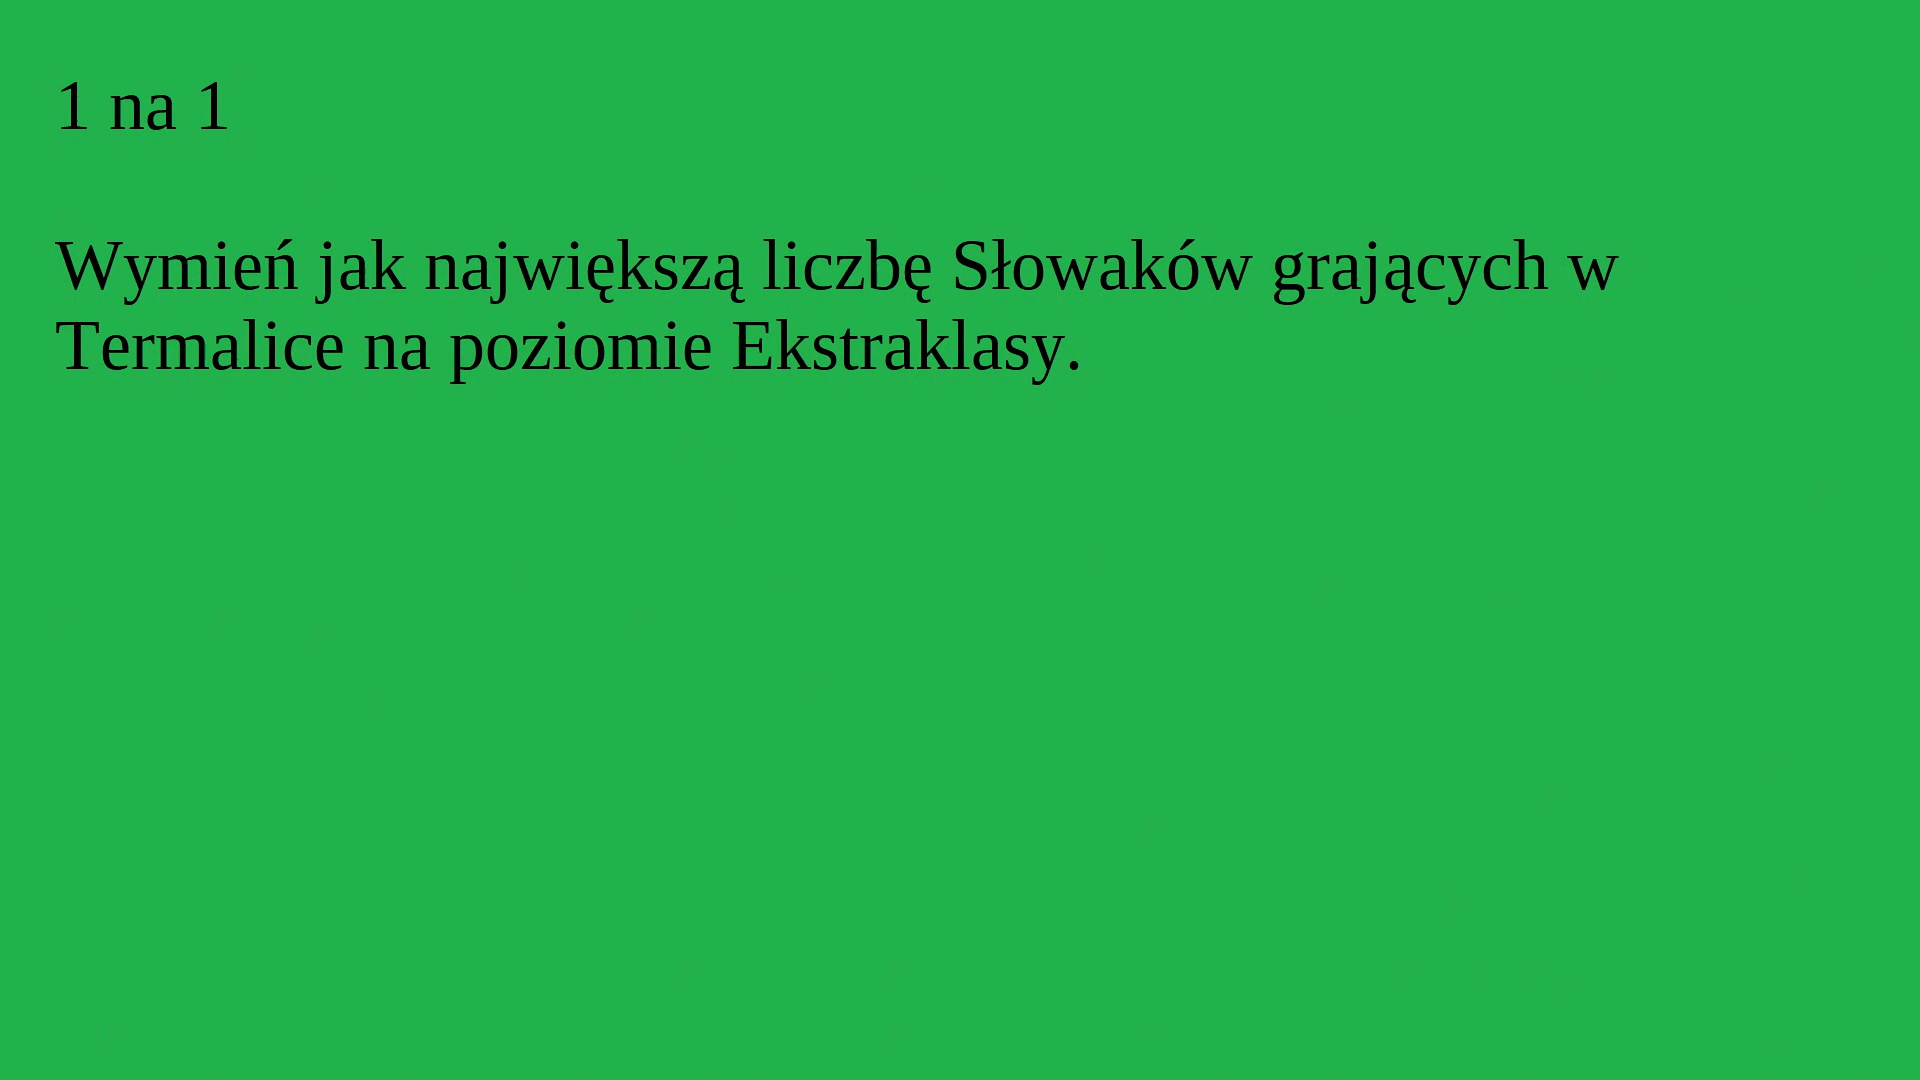 1 na 1
Wymień jak największą liczbę Słowaków grających w
Termalice na poziomie Ekstraklasy.